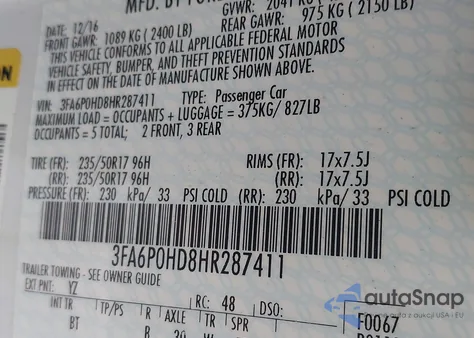 MFD. BY FORD
GVWR: 2041 KG
DATE: 12/16
FRONT GAWR: 1089 KG ( 2400 LB) REAR GAWR: 975 KG ( 2150 LB)
THIS VEHICLE CONFORMS TO ALL APPLICABLE FEDERAL MOTOR
VEHICLE SAFETY, BUMPER, AND THEFT PREVENTION STANDARDS
IN EFFECT ON THE DATE OF MANUFACTURE SHOWN ABOVE.
VIN: 3FA6P0HD8HR287411 TYPE: Passenger Car
MAXIMUM LOAD = OCCUPANTS + LUGGAGE = 375KG/ 827LB
OCCUPANTS = 5 TOTAL; 2 FRONT, 3 REAR
TIRE (FR): 235/50R17 96H RIMS (FR): 17x7.5J
(RR): 235/50R17 96H (RR): 17x7.5J
PRESSURE (FR): 230 kPa/ 33 PSI COLD (RR): 230 kPa/ 33 PSI COLD
3FA6P0HD8HR287411
TRAILER TOWING - SEE OWNER GUIDE
EXT PNT: YZ RC: 48 DSO:
INT TR TP/PS R AXLE TR SPR F0067
BT R
autoSnap
auta z USA i EU